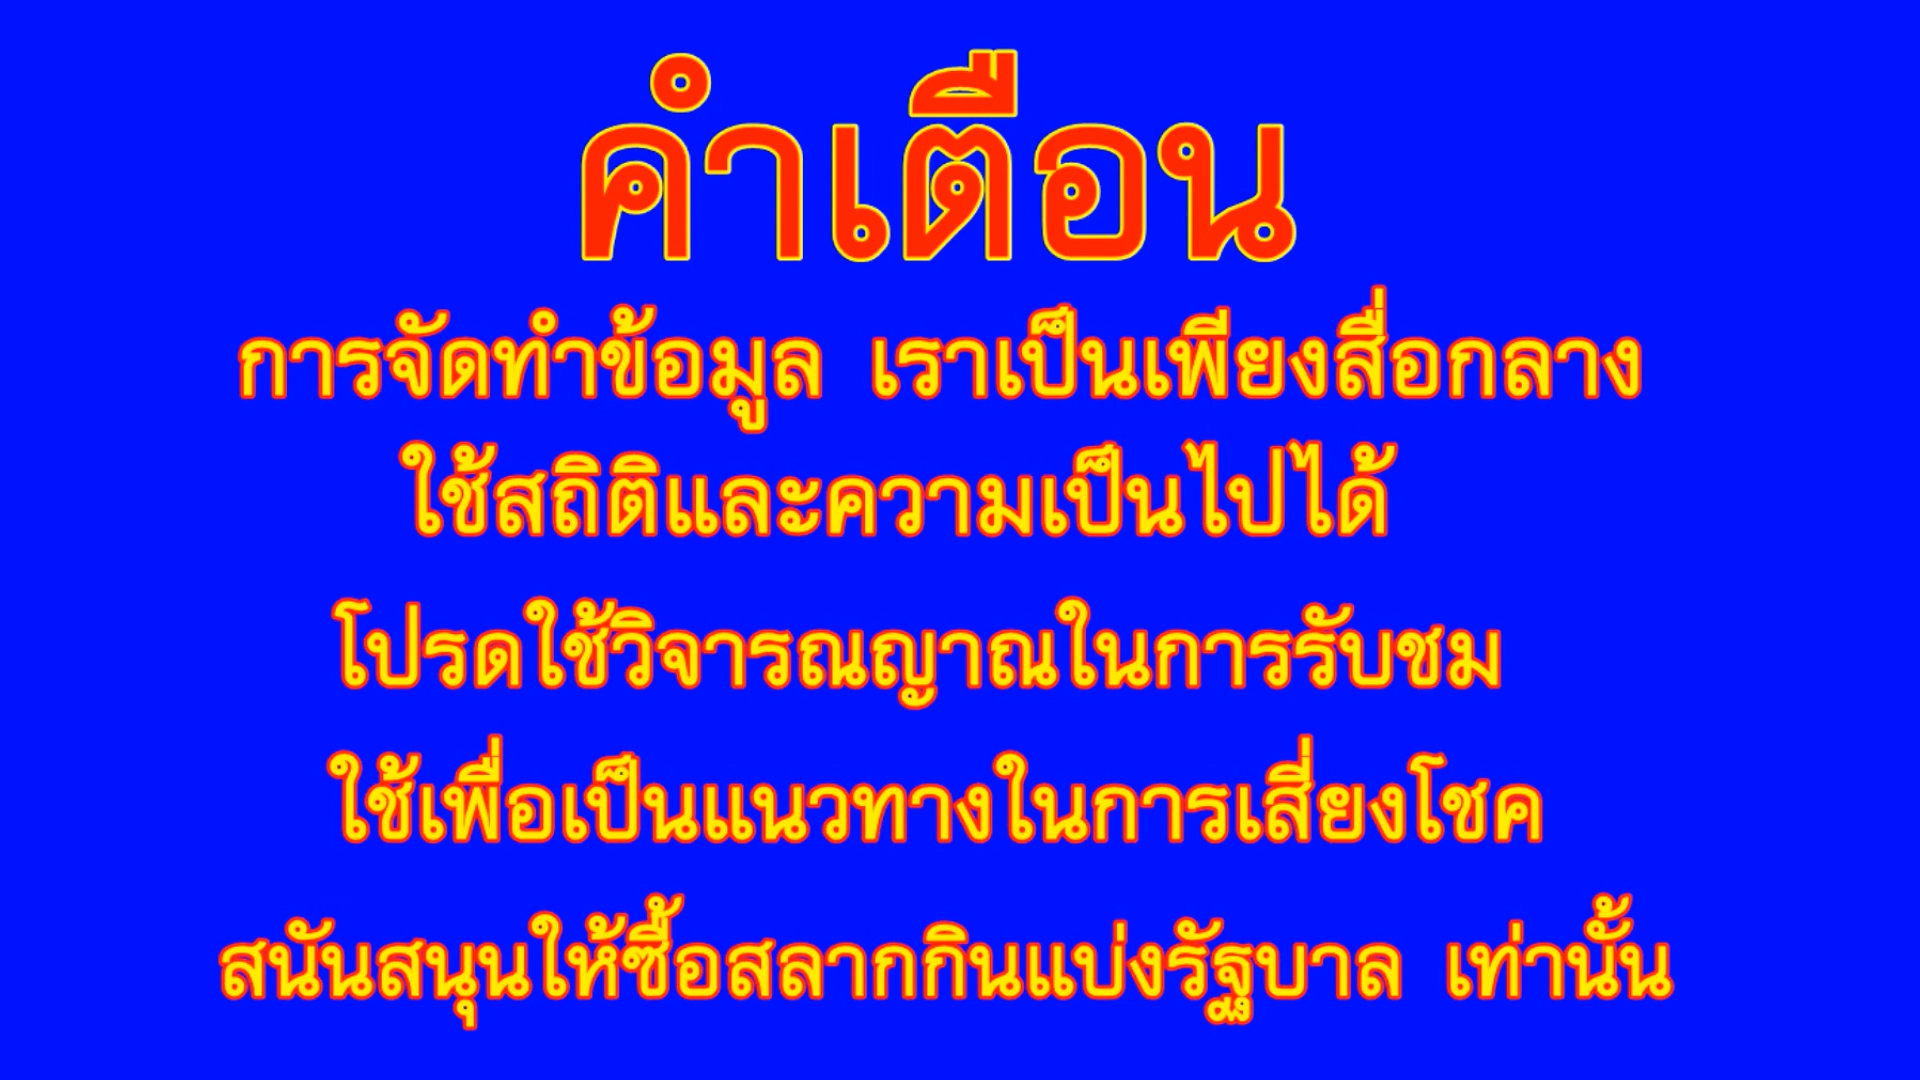 คำเตือน
การจัดทำข้อมูล เราเป็นเพียงสื่อกลาง
ใช้สถิติและความเป็นไปได้
โปรดใช้วิจารณญาณในการรับชม
ใช้เพื่อเป็นแนวทางในการเสี่ยงโชค
สนันสนุนให้ซื้อสลากกินแบ่งรัฐบาล เท่านั้น